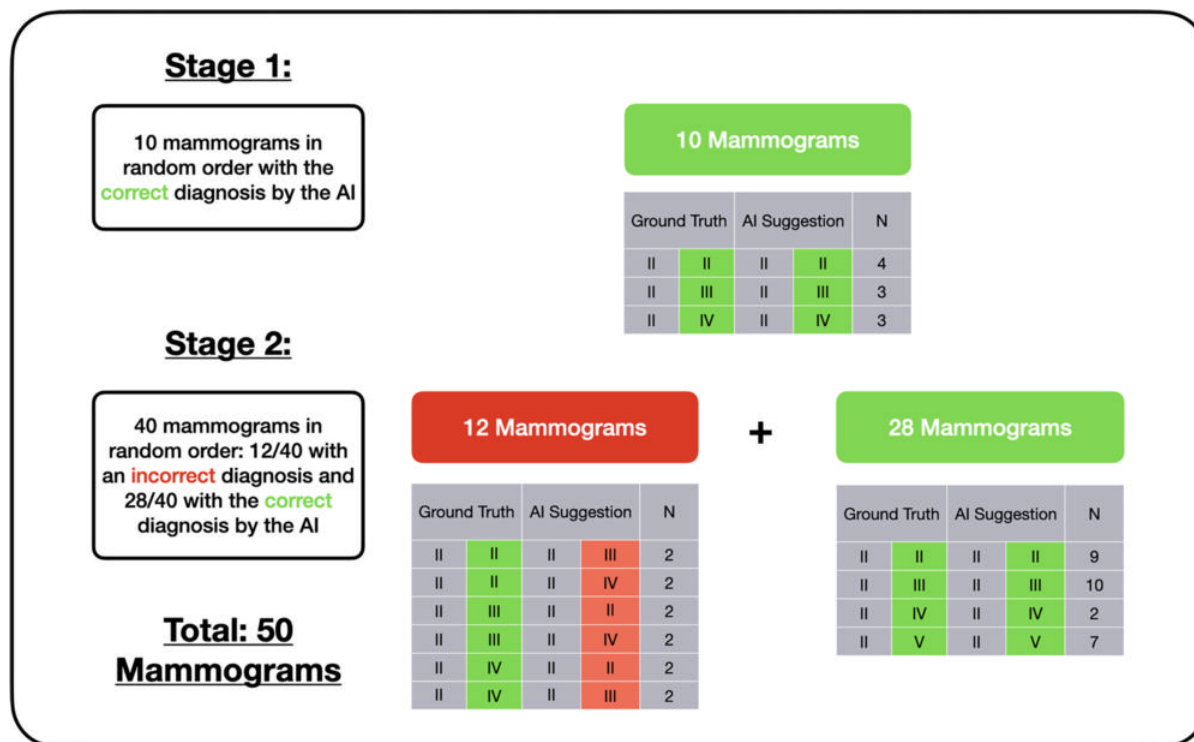 Stage 1:
10 mammograms in
random order with the
correct diagnosis by the AI
10 Mammograms
Ground Truth AI Suggestion N
II II II II 4
II III II III 3
II IV II IV 3
Stage 2:
40 mammograms in
random order: 12/40 with
an incorrect diagnosis and
28/40 with the correct
diagnosis by the AI
12 Mammograms
Ground Truth AI Suggestion N
II II II III 2
II II II IV 2
II III II II 2
II III II IV 2
II IV II II 2
II IV II III 2
+
28 Mammograms
Ground Truth AI Suggestion N
II II II II 9
II III II III 10
II IV II IV 2
II V II V 7
Total: 50
Mammograms